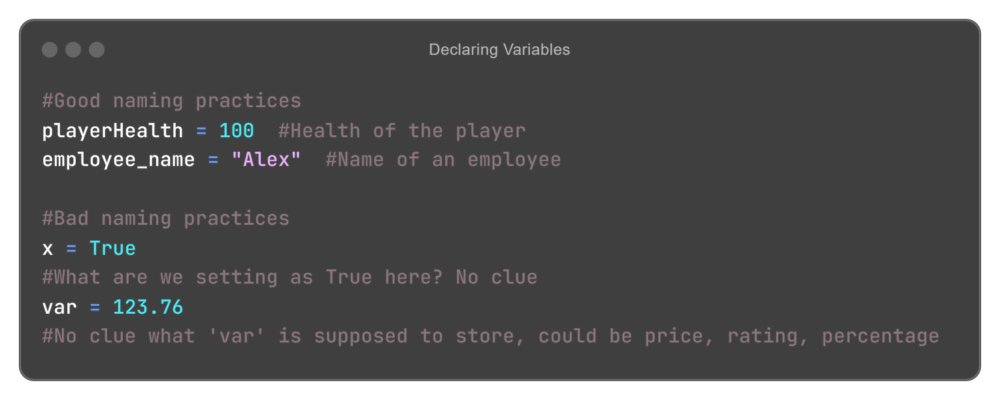 Declaring Variables
#Good naming practices
playerHealth = 100  #Health of the player
employee_name = "Alex"  #Name of an employee
#Bad naming practices
x = True
#What are we setting as True here? No clue
var = 123.76
#No clue what 'var' is supposed to store, could be price, rating, percentage